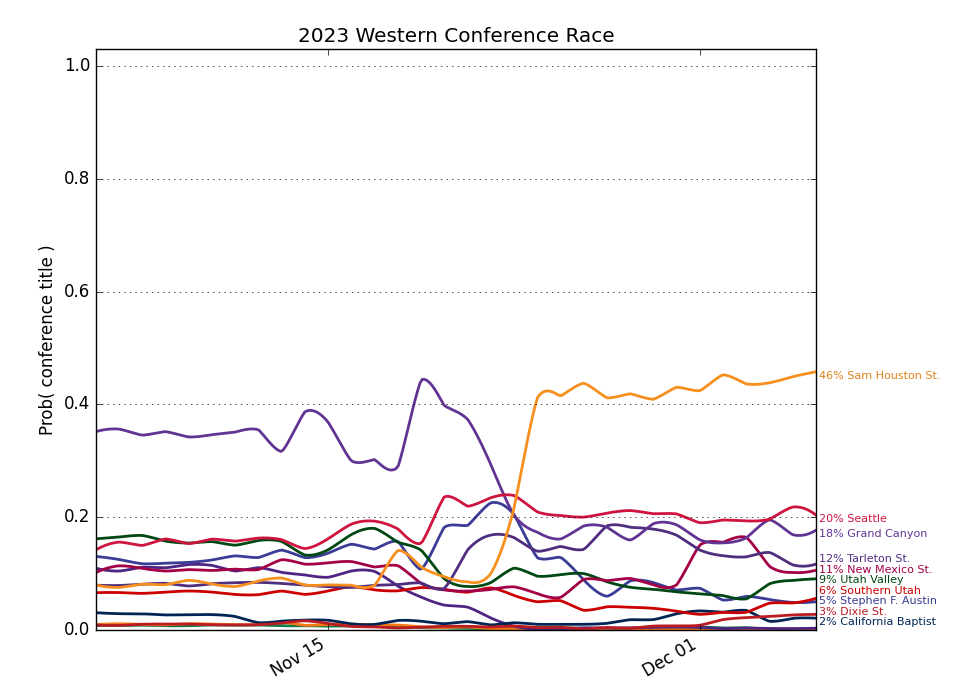 2023 Western Conference Race
1.0
0.8
0.6
0.4
0.2
0.0
Prob( conference title )
Nov 15
Dec 01
46% Sam Houston St.
20% Seattle
18% Grand Canyon
12% Tarleton St.
11% New Mexico St.
9% Utah Valley
6% Southern Utah
5% Stephen F. Austin
3% Dixie St.
2% California Baptist